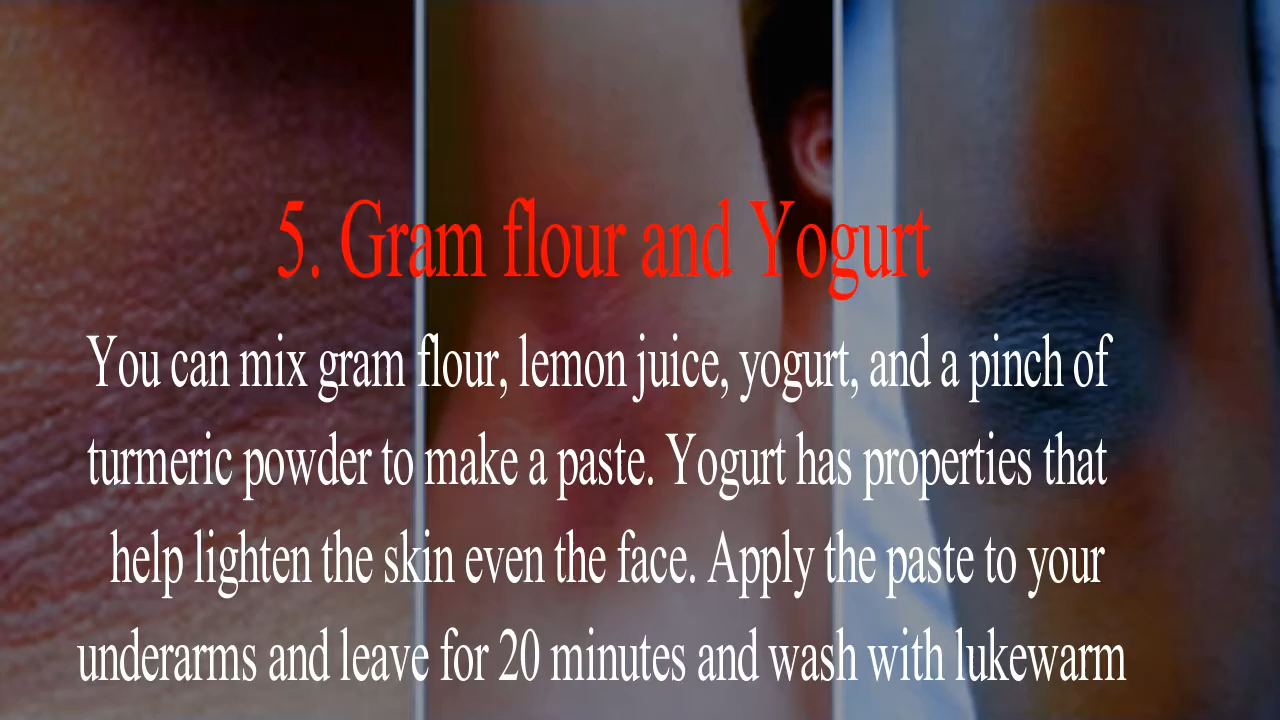 5. Gram flour and Yogurt
You can mix gram flour, lemon juice, yogurt, and a pinch of
turmeric powder to make a paste. Yogurt has properties that
help lighten the skin even the face. Apply the paste to your
underarms and leave for 20 minutes and wash with lukewarm